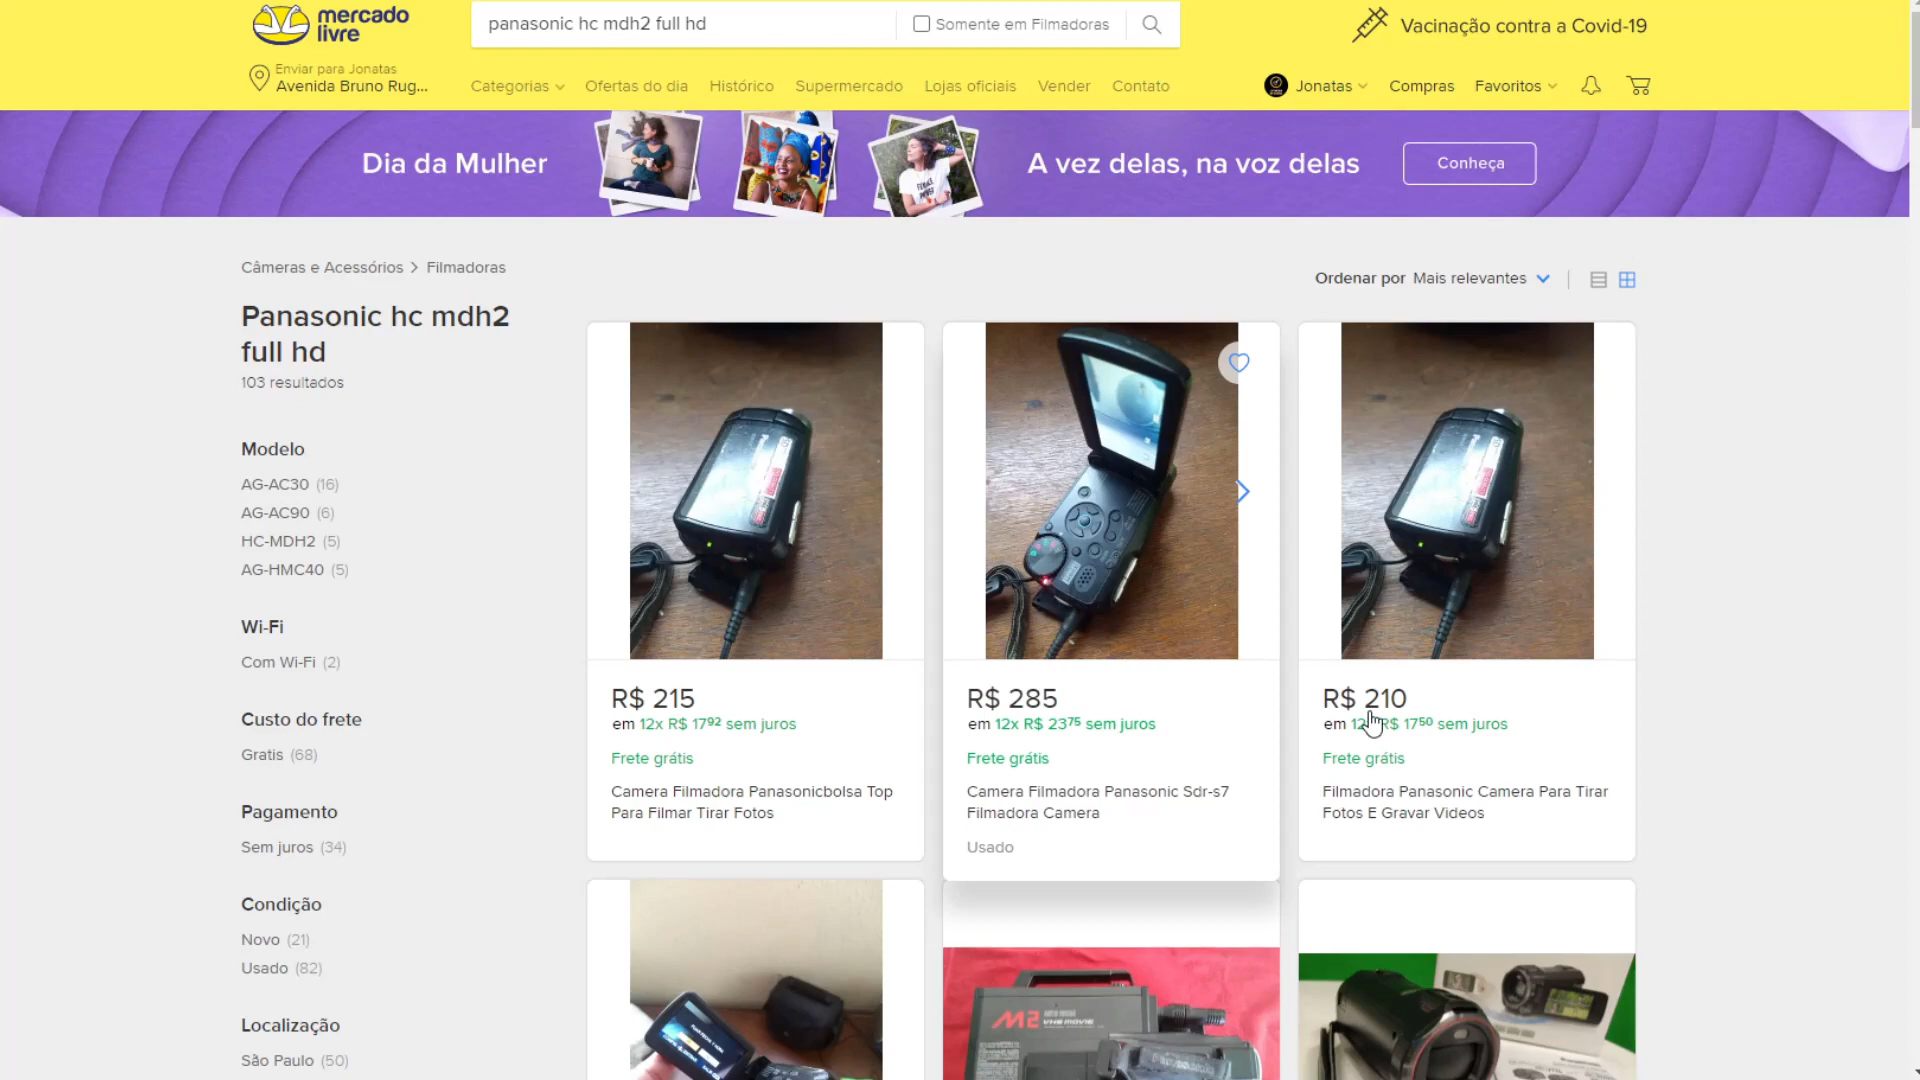 mercado
livre
panasonic hc mdh2 full hd
Somente em Filmadoras
Vacinação contra a Covid-19
Enviar para Jonatas
Avenida Bruno Rug...
Categorias
Ofertas do dia
Histórico
Supermercado
Lojas oficiais
Vender
Contato
Jonatas
Compras
Favoritos
Dia da Mulher
A vez delas, na voz delas
Conheça
Câmeras e Acessórios > Filmadoras
Ordenar por Mais relevantes
Panasonic hc mdh2
full hd
103 resultados
Modelo
AG-AC30 (16)
AG-AC90 (6)
HC-MDH2 (5)
AG-HMC40 (5)
Wi-Fi
Com Wi-Fi (2)
Custo do frete
Gratis (68)
Pagamento
Sem juros (34)
Condição
Novo (21)
Usado (82)
Localização
São Paulo (50)
R$ 215
em 12x R$ 1792 sem juros
Frete grátis
Camera Filmadora Panasonicbolsa Top
Para Filmar Tirar Fotos
R$ 285
em 12x R$ 2375 sem juros
Frete grátis
Camera Filmadora Panasonic Sdr-s7
Filmadora Camera
Usado
R$ 210
em 12x R$ 1750 sem juros
Frete grátis
Filmadora Panasonic Camera Para Tirar
Fotos E Gravar Videos
M2
VHS MOVIE
Panasonic